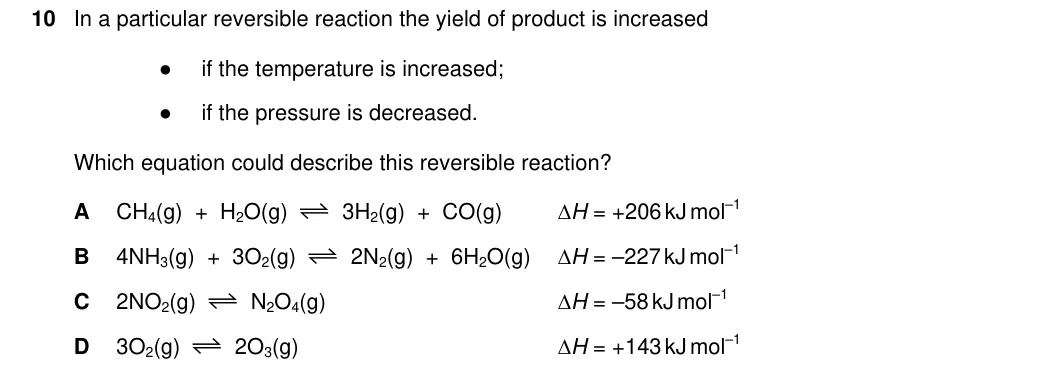 10 In a particular reversible reaction the yield of product is increased
● if the temperature is increased;
● if the pressure is decreased.
Which equation could describe this reversible reaction?
A CH₄(g) + H₂O(g) ⇌ 3H₂(g) + CO(g) ΔH = +206 kJ mol⁻¹
B 4NH₃(g) + 3O₂(g) ⇌ 2N₂(g) + 6H₂O(g) ΔH = –227 kJ mol⁻¹
C 2NO₂(g) ⇌ N₂O₄(g) ΔH = –58 kJ mol⁻¹
D 3O₂(g) ⇌ 2O₃(g) ΔH = +143 kJ mol⁻¹